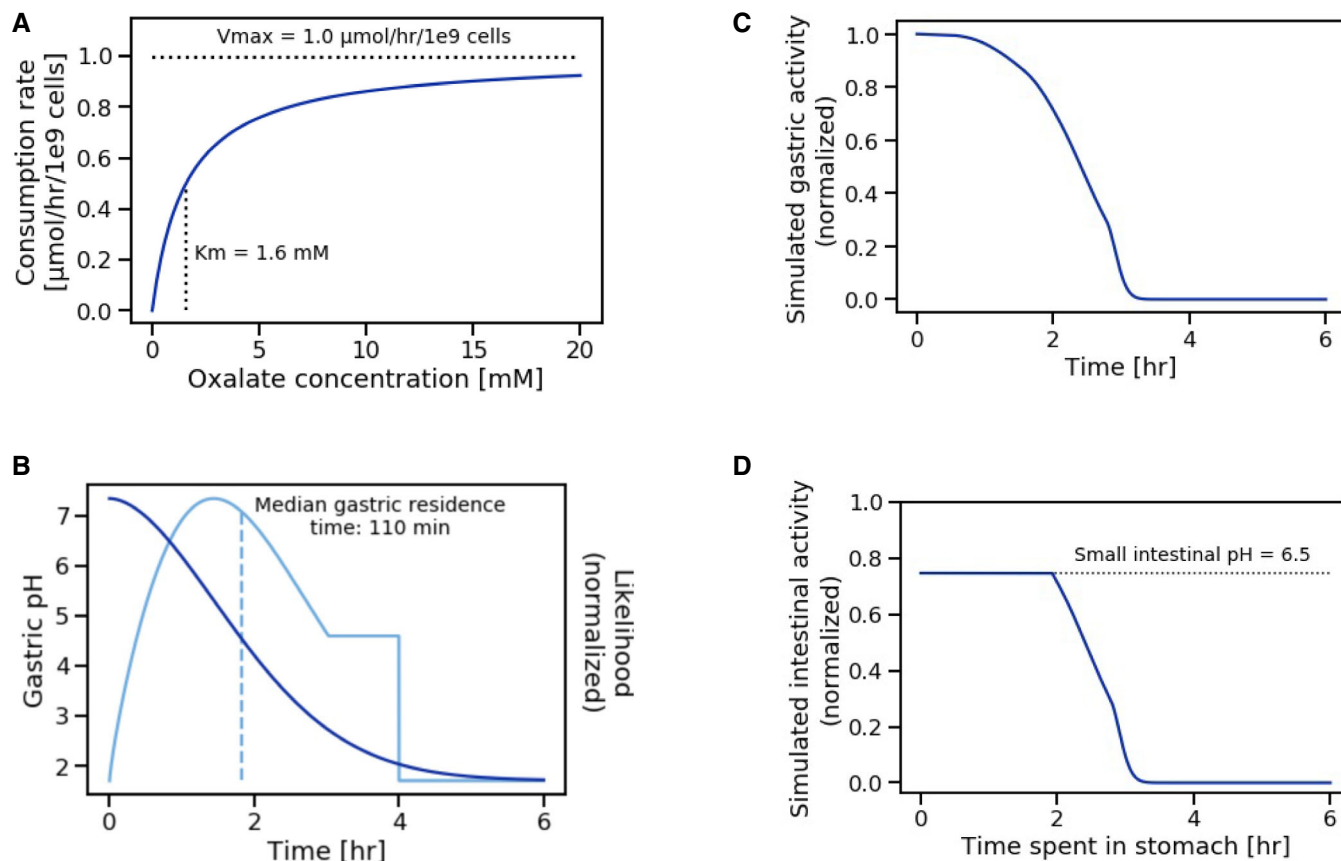 A
Vmax = 1.0 μmol/hr/1e9 cells
Consumption rate
[μmol/hr/1e9 cells]
1.0
0.8
0.6
0.4
0.2
0.0
Km = 1.6 mM
0 5 10 15 20
Oxalate concentration [mM]
C
Simulated gastric activity
(normalized)
1.0
0.8
0.6
0.4
0.2
0.0
0 2 4 6
Time [hr]
B
Median gastric residence
time: 110 min
Gastric pH
7
6
5
4
3
2
Likelihood
(normalized)
0 2 4 6
Time [hr]
D
Simulated intestinal activity
(normalized)
1.0
0.8
0.6
0.4
0.2
0.0
Small intestinal pH = 6.5
0 2 4 6
Time spent in stomach [hr]